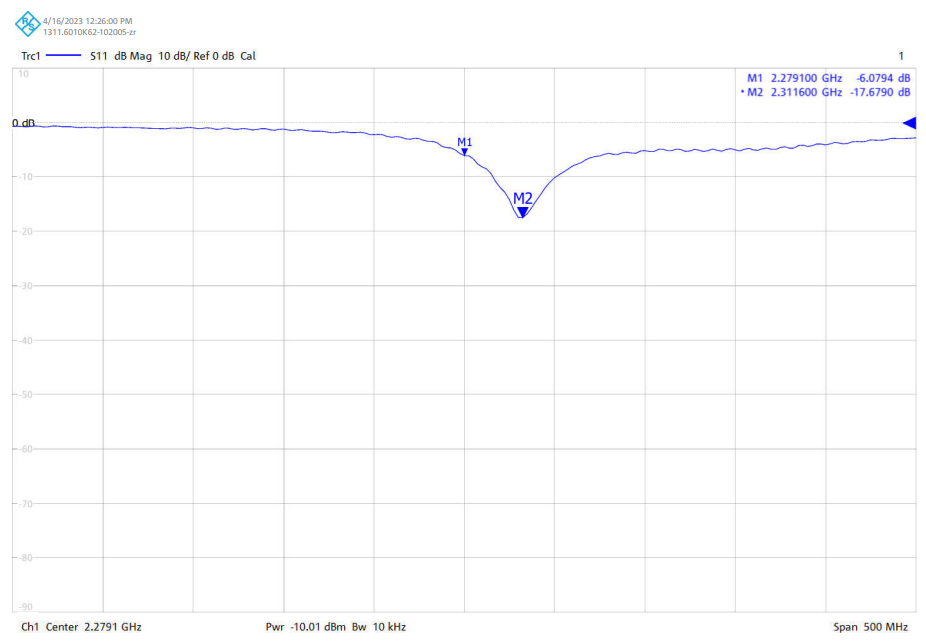 R&S
4/16/2023 12:26:00 PM
1311.6010K62-102005-zr
Trc1 S11 dB Mag 10 dB/ Ref 0 dB Cal 1
10
M1 2.279100 GHz -6.0794 dB
• M2 2.311600 GHz -17.6790 dB
0 dB
M1
-10
M2
-20
-30
-40
-50
-60
-70
-80
-90
Ch1 Center 2.2791 GHz Pwr -10.01 dBm Bw 10 kHz Span 500 MHz